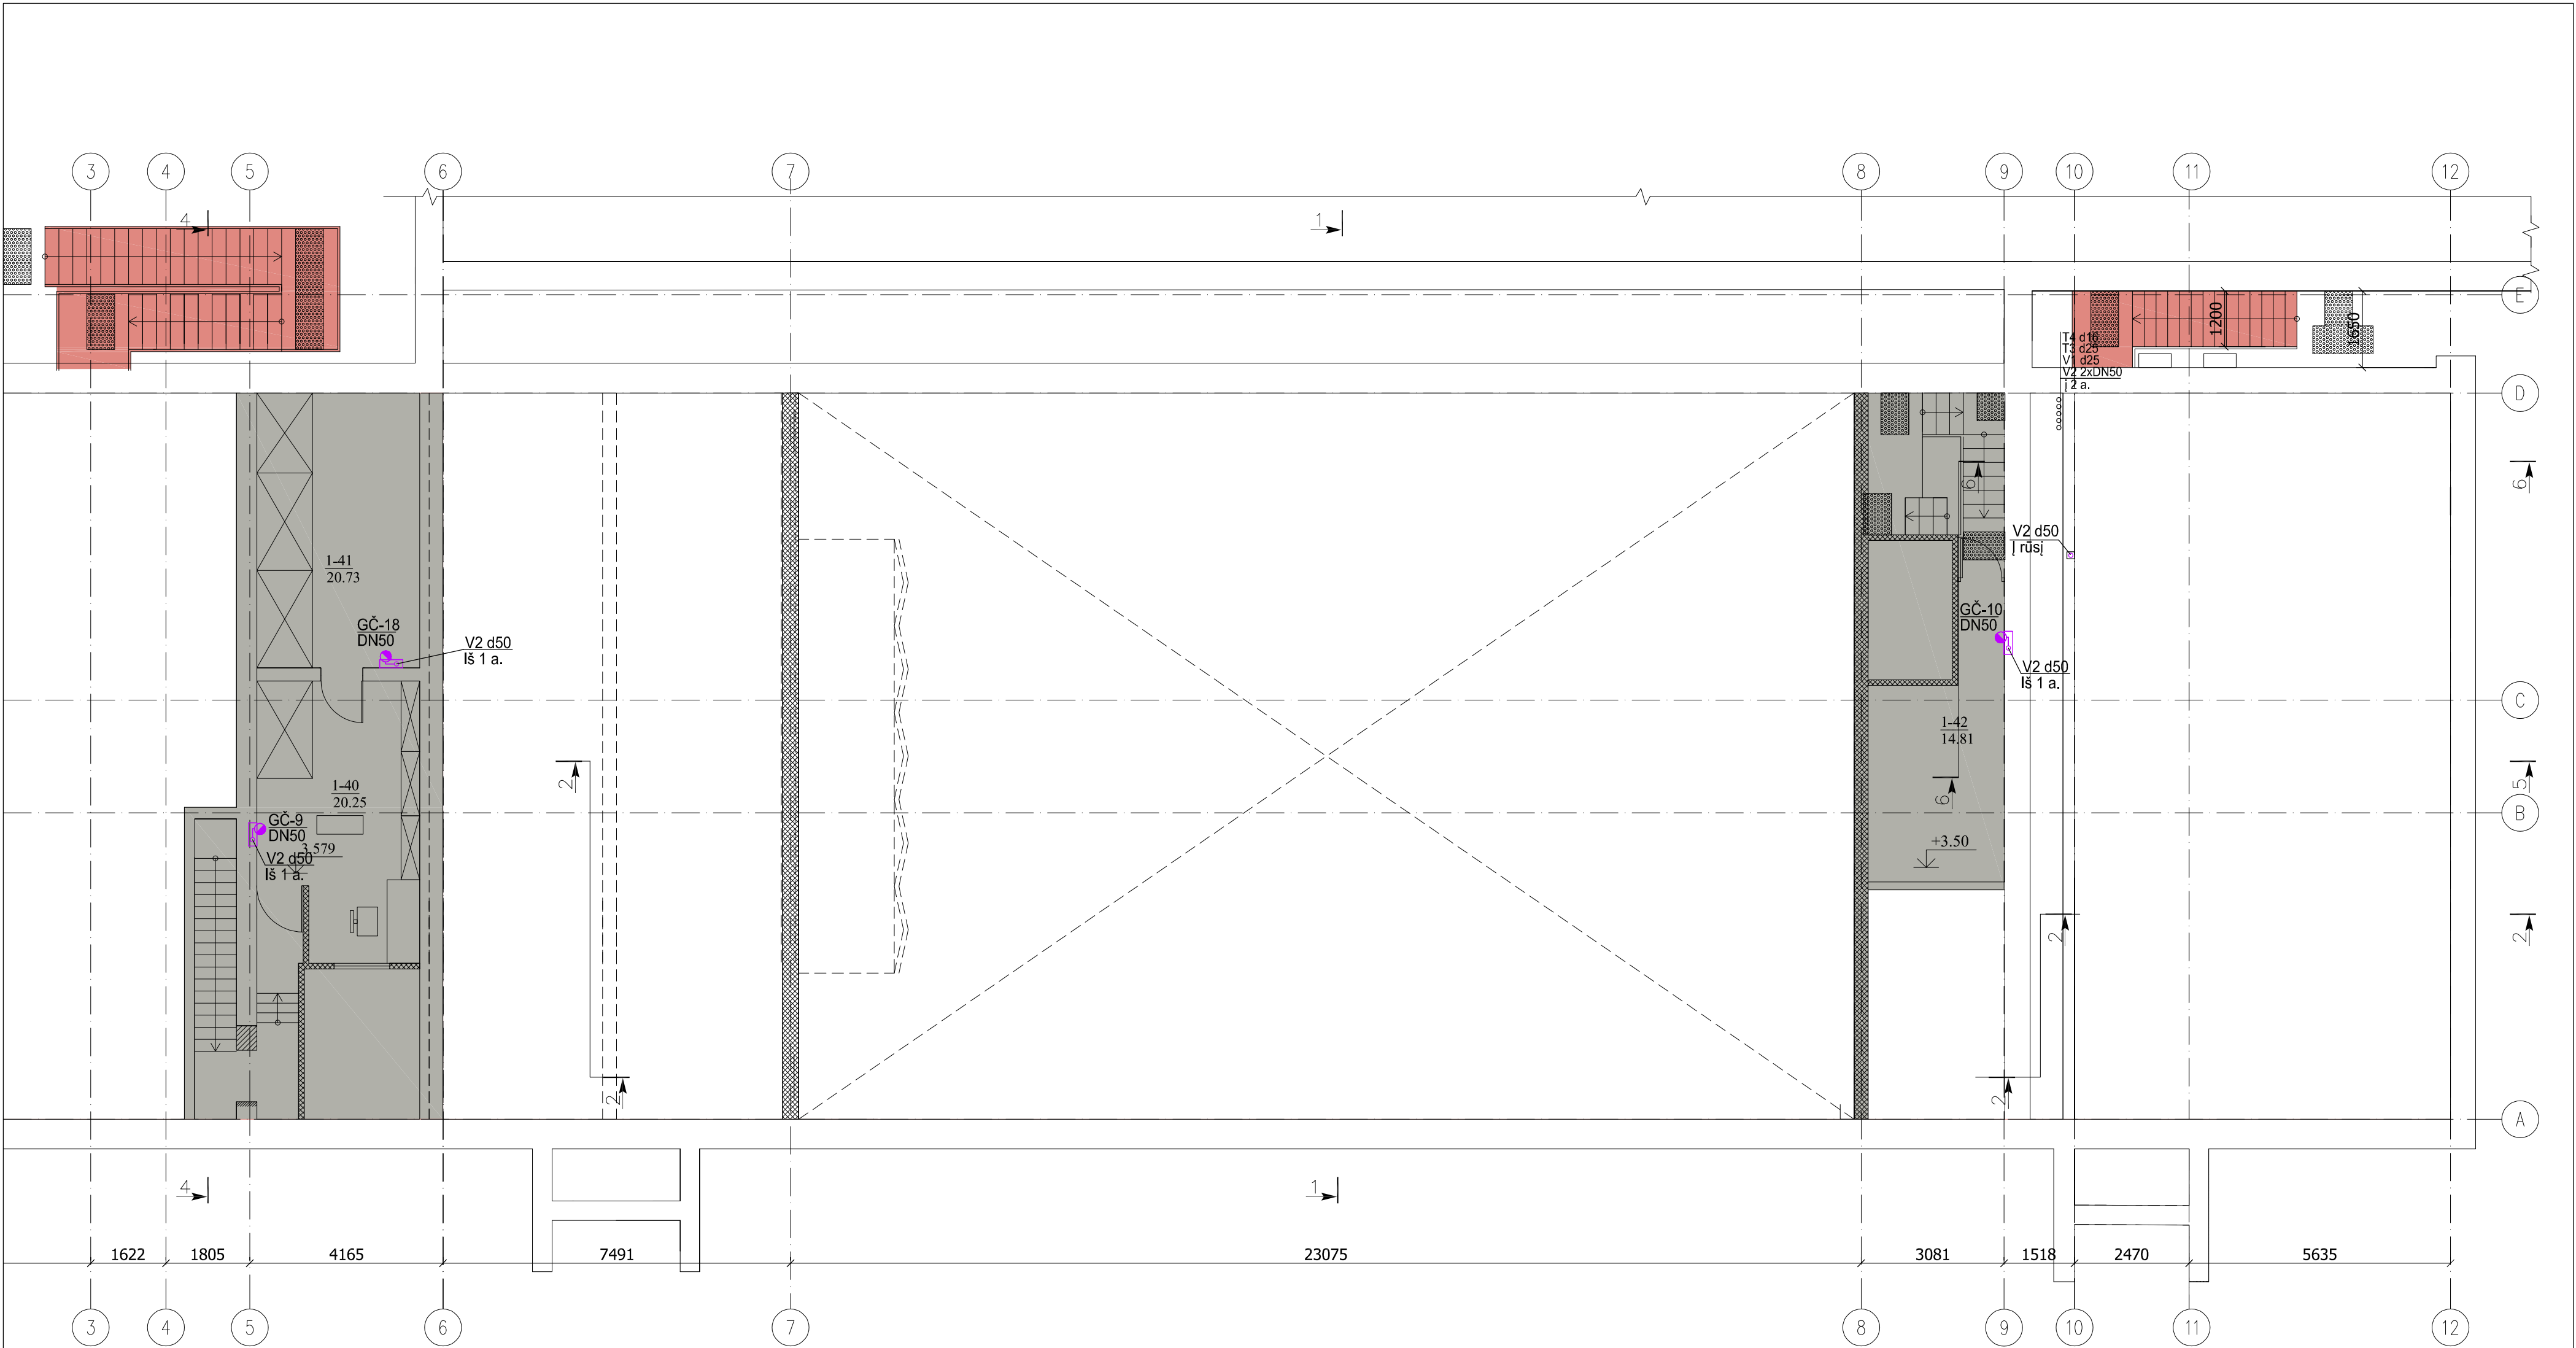 3 4 5 6 7 8 9 10 11 12
4
1
E
1200
1650
T4 d16
T3 d25
V1 d25
V2 2xDN50
į 2 a.
D
6
6
V2 d50
Į rūsį
1-41
20.73
GČ-18
DN50
V2 d50
Iš 1 a.
GČ-10
DN50
V2 d50
Iš 1 a.
C
1-42
14.81
2
5
1-40
20.25
6
B
GČ-9
DN50
3.579
V2 d50
Iš 1 a.
+3.50
2
2
2
2
A
4
1
1622 1805 4165 7491 23075 3081 1518 2470 5635
3 4 5 6 7 8 9 10 11 12